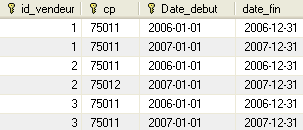 id_vendeur cp Date_debut date_fin
1 75011 2006-01-01 2006-12-31
1 75011 2007-01-01 2007-12-31
2 75011 2006-01-01 2006-12-31
2 75012 2007-01-01 2007-12-31
3 75011 2006-01-01 2006-12-31
3 75011 2007-01-01 2007-12-31